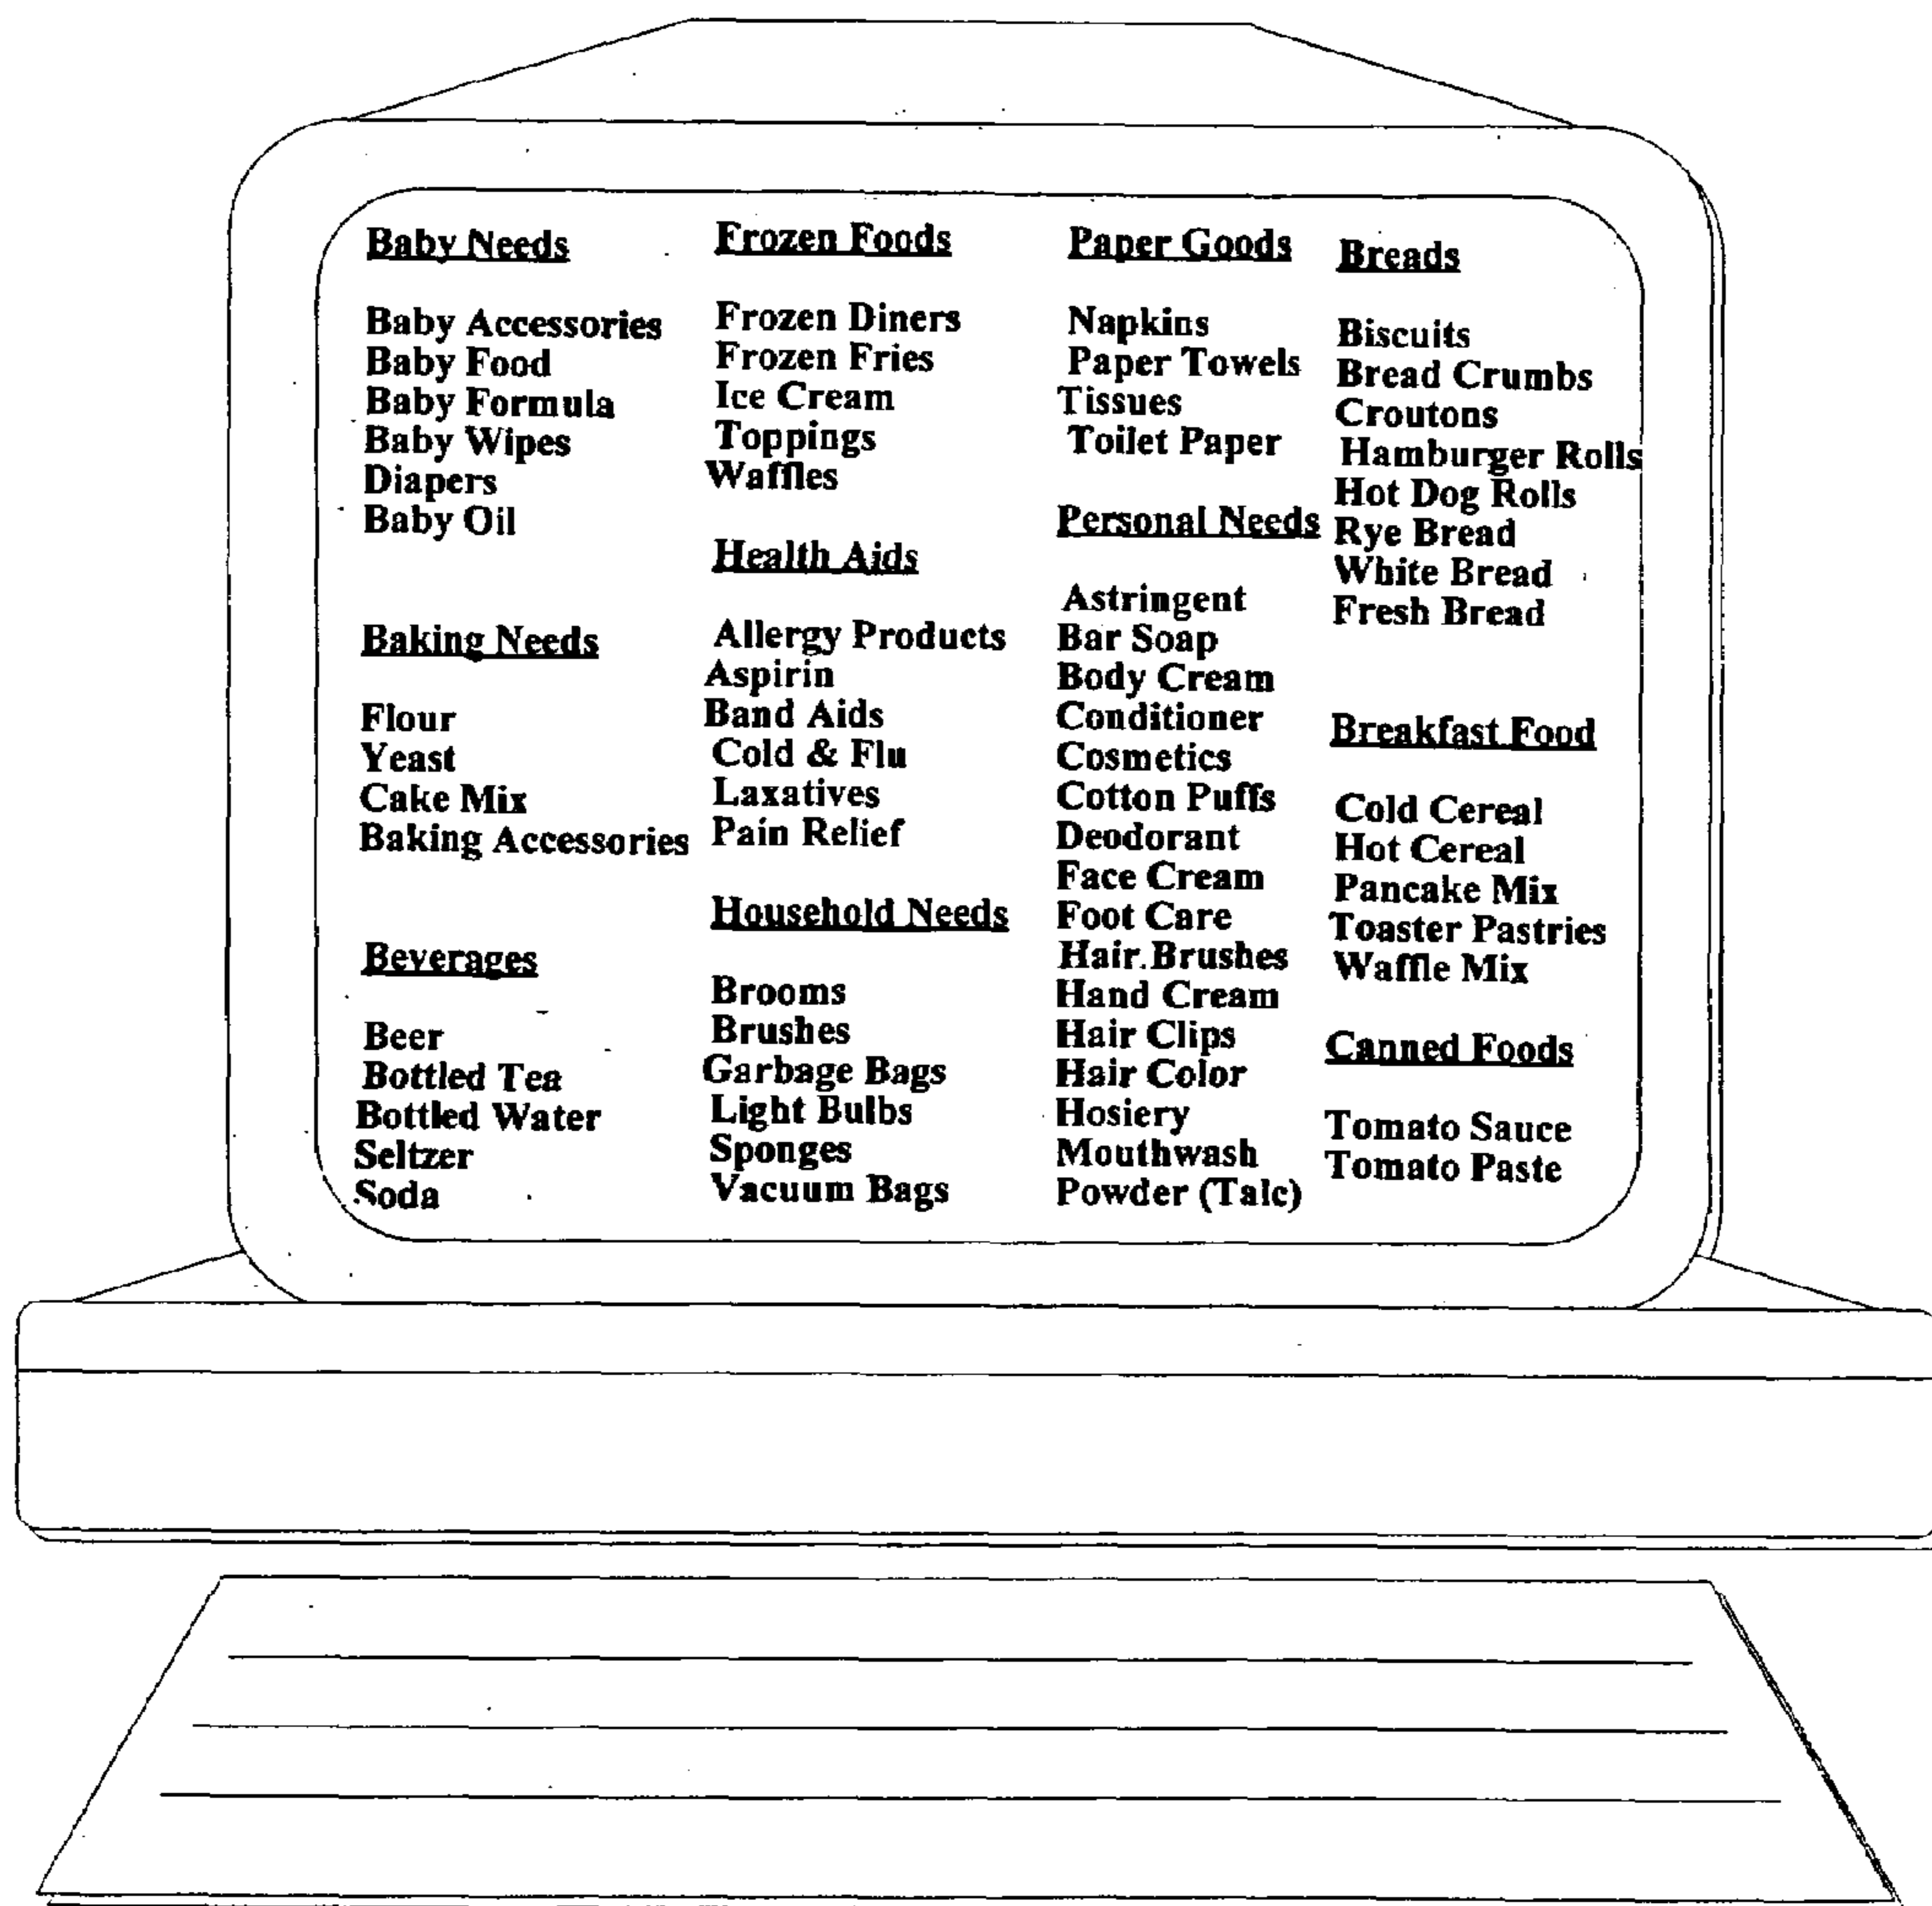 Baby Needs
Baby Accessories
Baby Food
Baby Formula
Baby Wipes
Diapers
Baby Oil
Baking Needs
Flour
Yeast
Cake Mix
Baking Accessories
Beverages
Beer
Bottled Tea
Bottled Water
Seltzer
Soda
Frozen Foods
Frozen Diners
Frozen Fries
Ice Cream
Toppings
Waffles
Health Aids
Allergy Products
Aspirin
Band Aids
Cold & Flu
Laxatives
Pain Relief
Household Needs
Brooms
Brushes
Garbage Bags
Light Bulbs
Sponges
Vacuum Bags
Paper Goods
Napkins
Paper Towels
Tissues
Toilet Paper
Personal Needs
Astringent
Bar Soap
Body Cream
Conditioner
Cosmetics
Cotton Puffs
Deodorant
Face Cream
Foot Care
Hair Brushes
Hand Cream
Hair Clips
Hair Color
Hosiery
Mouthwash
Powder (Talc)
Breads
Biscuits
Bread Crumbs
Croutons
Hamburger Rolls
Hot Dog Rolls
Rye Bread
White Bread
Fresh Bread
Breakfast Food
Cold Cereal
Hot Cereal
Pancake Mix
Toaster Pastries
Waffle Mix
Canned Foods
Tomato Sauce
Tomato Paste